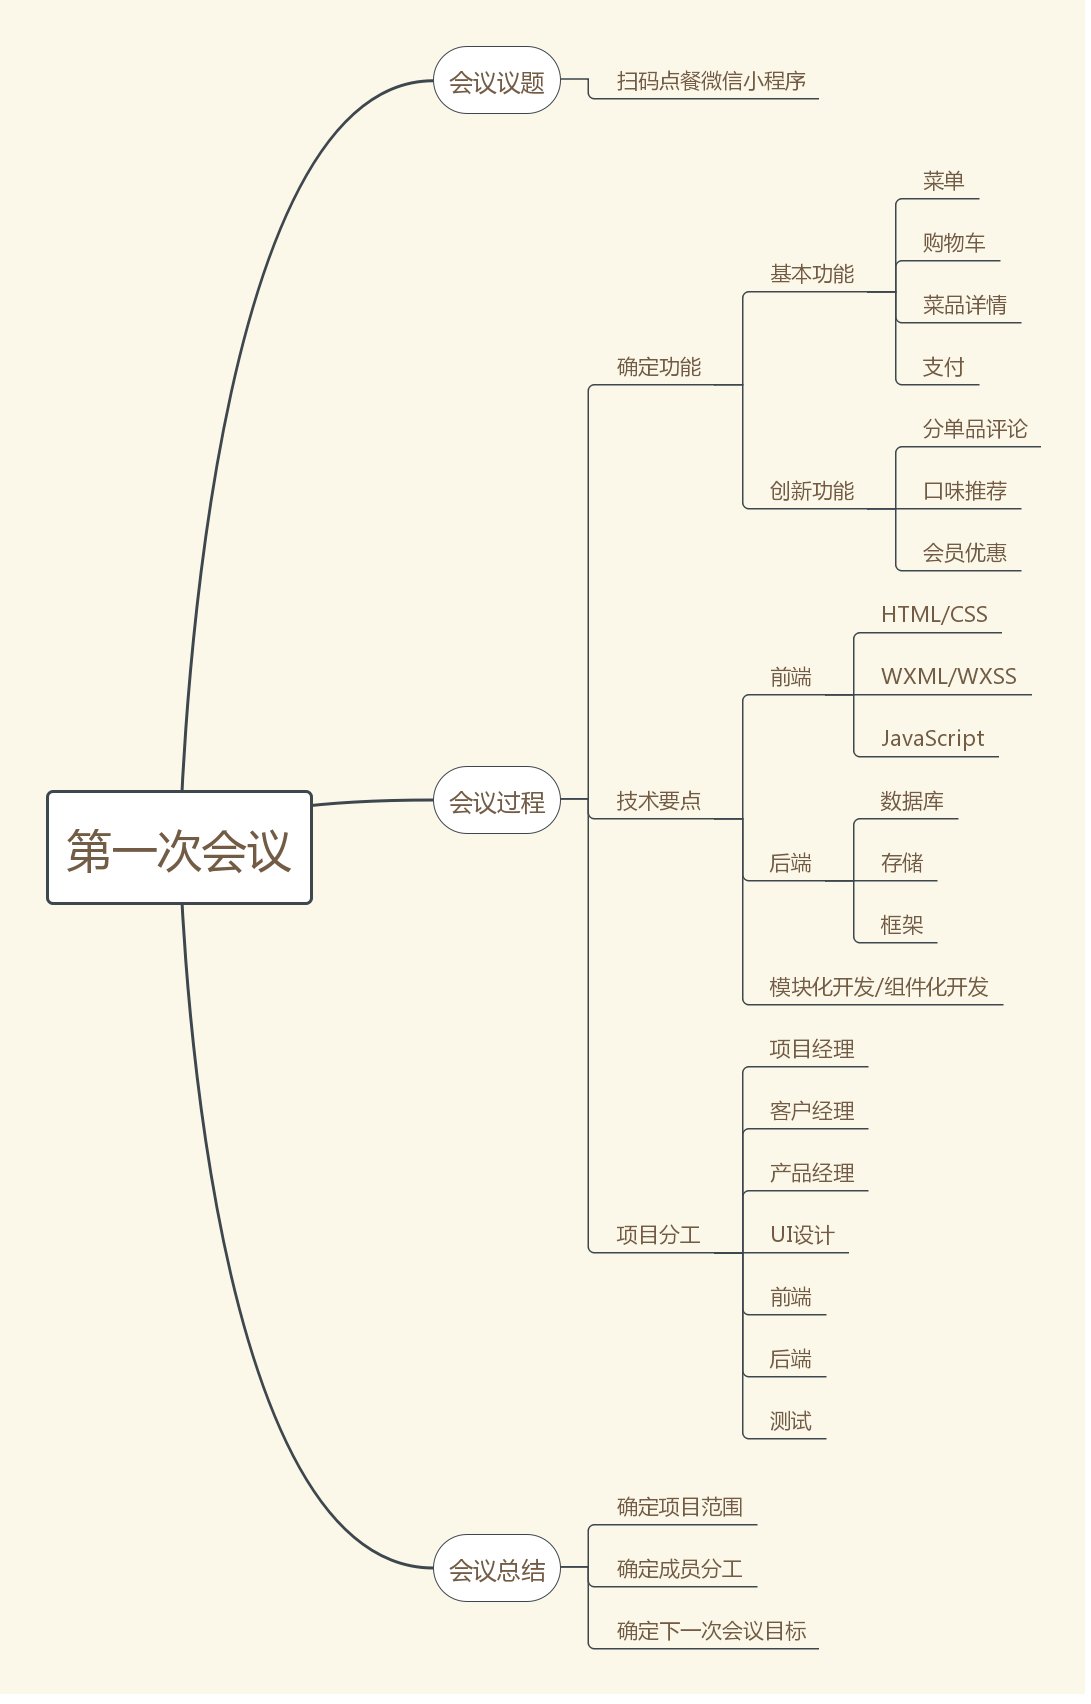 第一次会议
会议议题
扫码点餐微信小程序
会议过程
确定功能
基本功能
菜单
购物车
菜品详情
支付
创新功能
分单品评论
口味推荐
会员优惠
技术要点
前端
HTML/CSS
WXML/WXSS
JavaScript
后端
数据库
存储
框架
模块化开发/组件化开发
项目分工
项目经理
客户经理
产品经理
UI设计
前端
后端
测试
会议总结
确定项目范围
确定成员分工
确定下一次会议目标